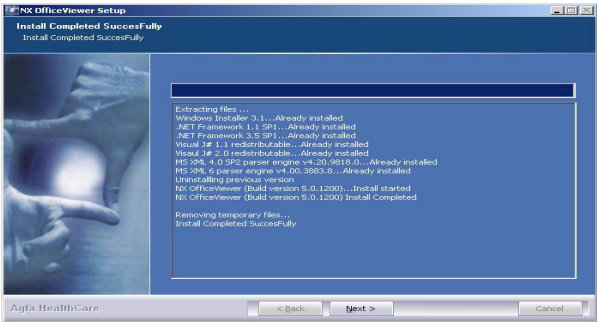 NX OfficeViewer Setup
Install Completed SuccesFully
Install Completed SuccesFully
Extracting files ...
Windows Installer 3.1...Already installed
.NET Framework 1.1 SP1...Already installed
.NET Framework 3.5 SP1...Already installed
Visual J# 1.1 redistributable...Already installed
Visaul J# 2.0 redistributable...Already installed
MS XML 4.0 SP2 parser engine v4.20.9818.0...Already installed
MS XML 6 parser engine v4.00.3883.8...Already installed
Uninstalling previous version
NX OfficeViewer (Build version 5.0.1200)...Install started
NX OfficeViewer (Build version 5.0.1200) Install Completed
Removing temporary files...
Install Completed SuccesFully
Agfa HealthCare
< Back
Next >
Cancel